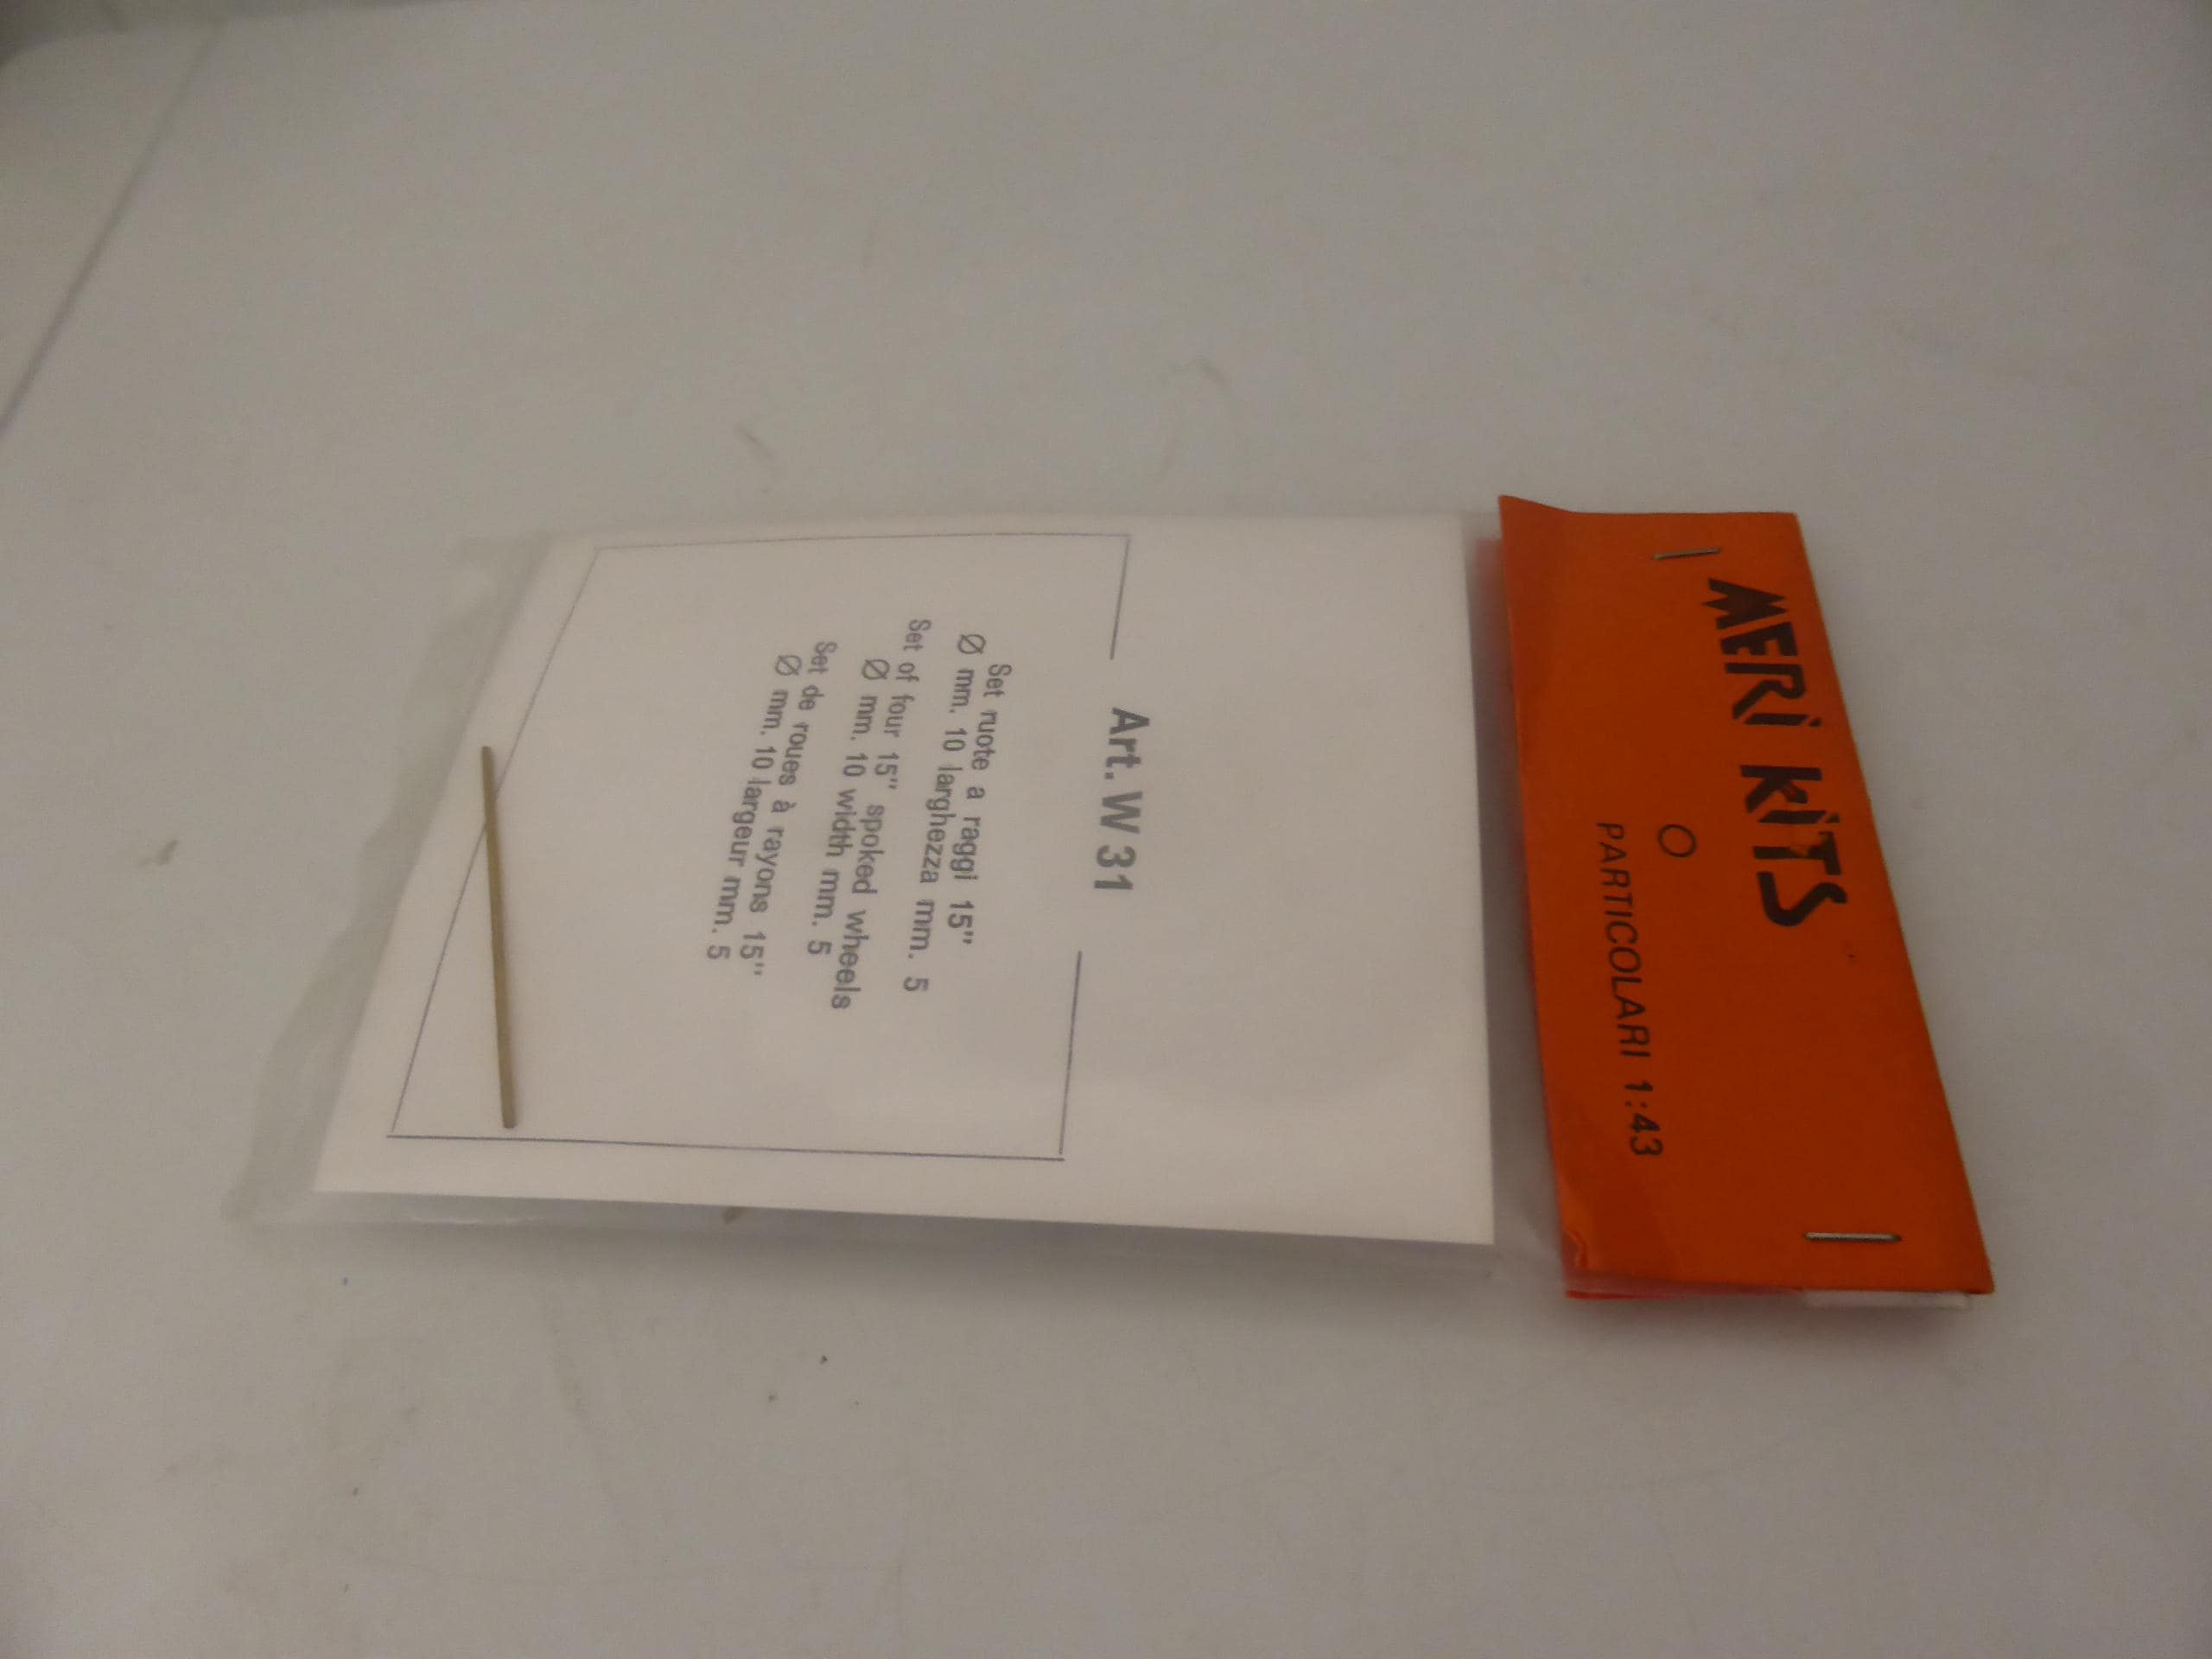 MERI KITS
PARTICOLARI 1:43
Art. W 31
Set ruote a raggi 15"
Ø mm. 10 larghezza mm. 5
Set of four 15" spoked wheels
Ø mm. 10 width mm. 5
Set de roues à rayons 15"
Ø mm. 10 largeur mm. 5